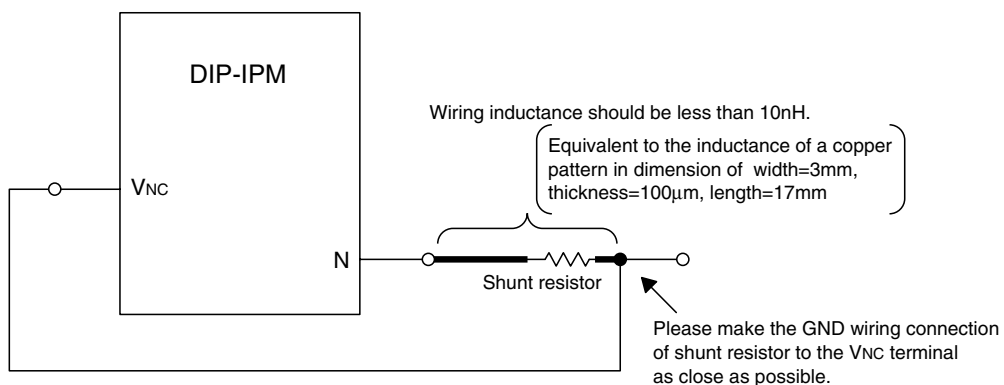 DIP-IPM
Wiring inductance should be less than 10nH.
Equivalent to the inductance of a copper
pattern in dimension of width=3mm,
thickness=100μm, length=17mm
VNC
N
Shunt resistor
Please make the GND wiring connection
of shunt resistor to the VNC terminal
as close as possible.